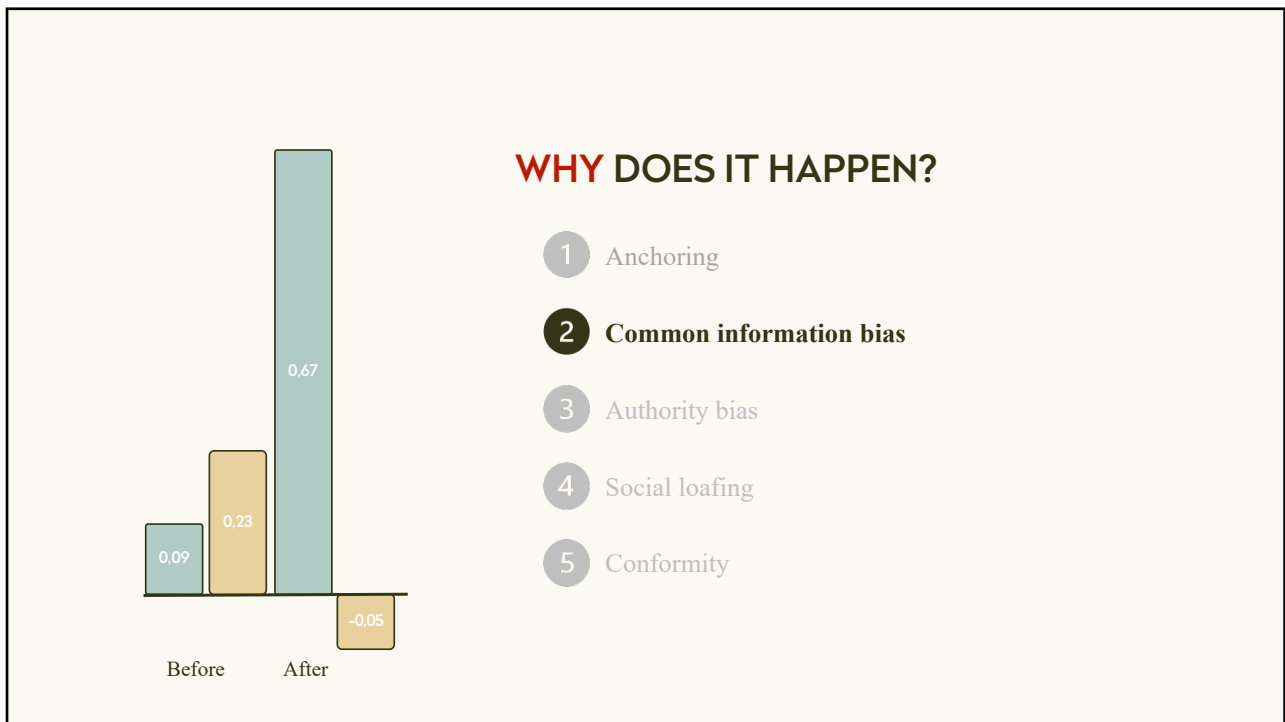 WHY DOES IT HAPPEN?
1 Anchoring
2 Common information bias
3 Authority bias
4 Social loafing
5 Conformity
0,67
0,23
0,09
-0,05
Before After